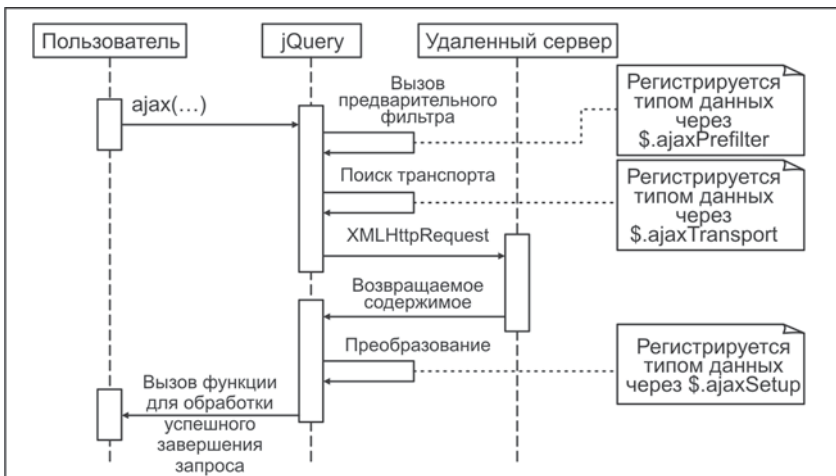 Пользователь
jQuery
Удаленный сервер
ajax(…)
Вызов
предварительного
фильтра
Регистрируется
типом данных
через
$.ajaxPrefilter
Поиск транспорта
Регистрируется
типом данных
через
$.ajaxTransport
XMLHttpRequest
Возвращаемое
содержимое
Преобразование
Регистрируется
типом данных
через $.ajaxSetup
Вызов функции
для обработки
успешного
завершения
запроса